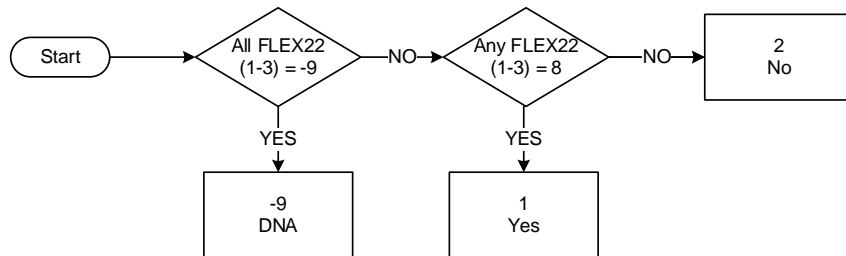 Start
All FLEX22
(1-3) = -9
NO
Any FLEX22
(1-3) = 8
NO
2
No
YES
YES
-9
DNA
1
Yes